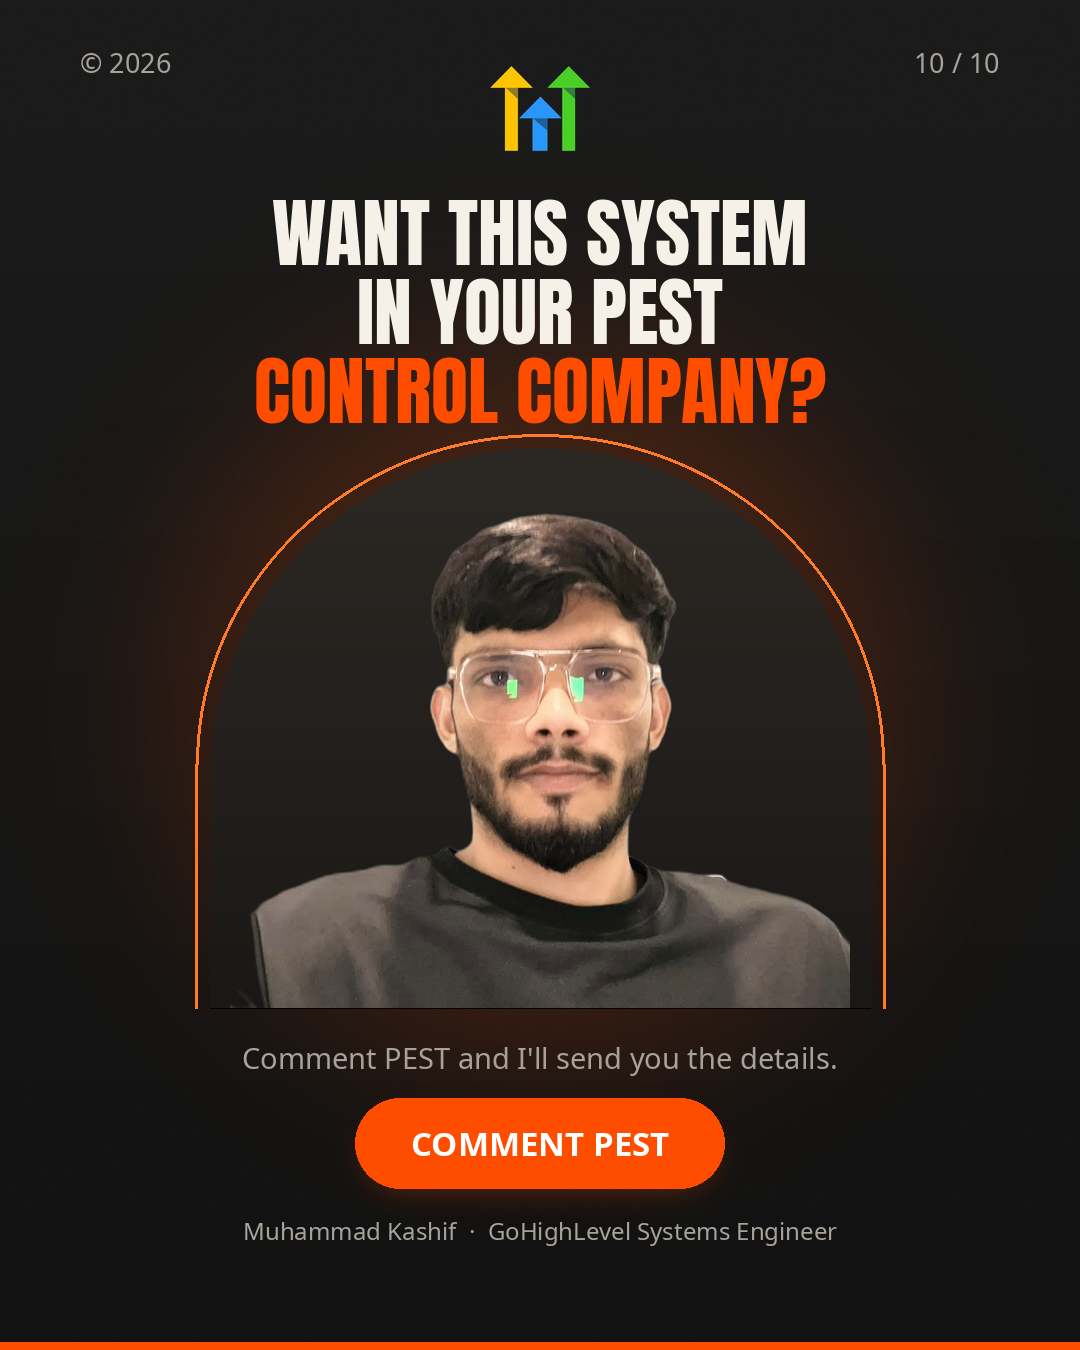 © 2026
10 / 10
WANT THIS SYSTEM
IN YOUR PEST
CONTROL COMPANY?
Comment PEST and I'll send you the details.
COMMENT PEST
Muhammad Kashif · GoHighLevel Systems Engineer